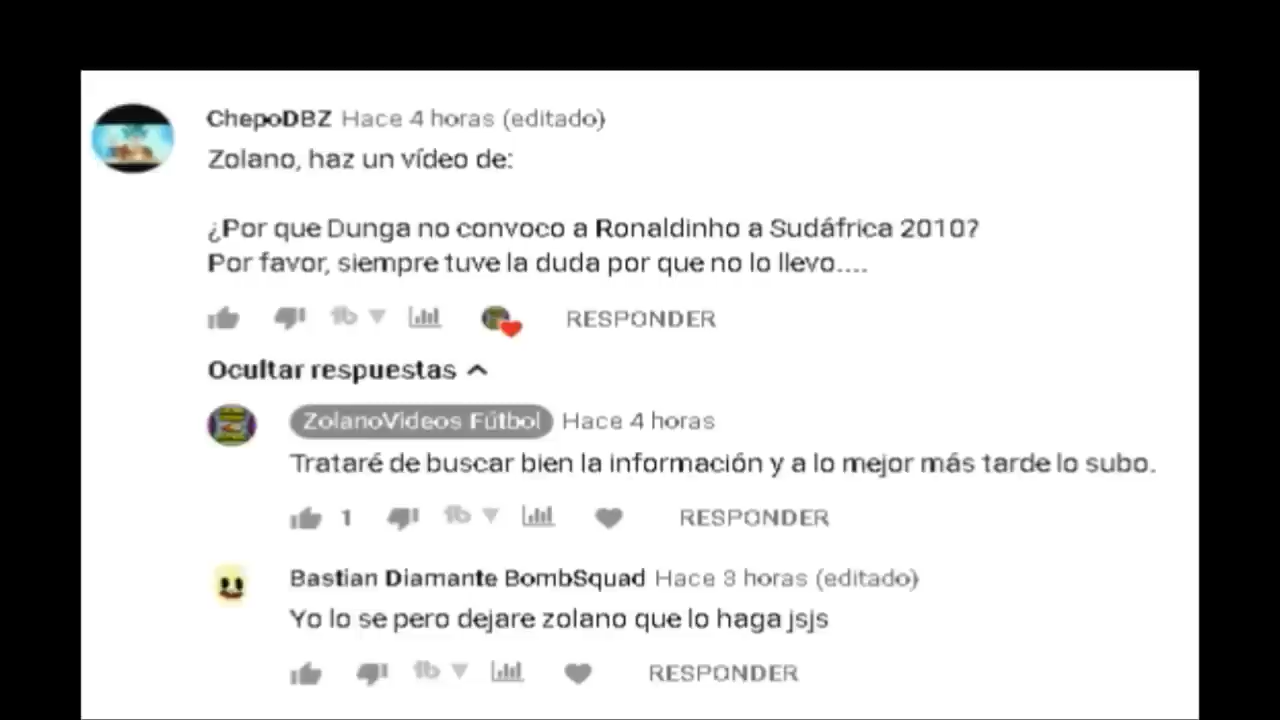 ChepoDBZ Hace 4 horas (editado)
Zolano, haz un vídeo de:
¿Por que Dunga no convoco a Ronaldinho a Sudáfrica 2010?
Por favor, siempre tuve la duda por que no lo llevo....
RESPONDER
Ocultar respuestas
ZolanoVideos Fútbol Hace 4 horas
Trataré de buscar bien la información y a lo mejor más tarde lo subo.
1 tb RESPONDER
Bastian Diamante BombSquad Hace 3 horas (editado)
Yo lo se pero dejare zolano que lo haga jsjs
RESPONDER